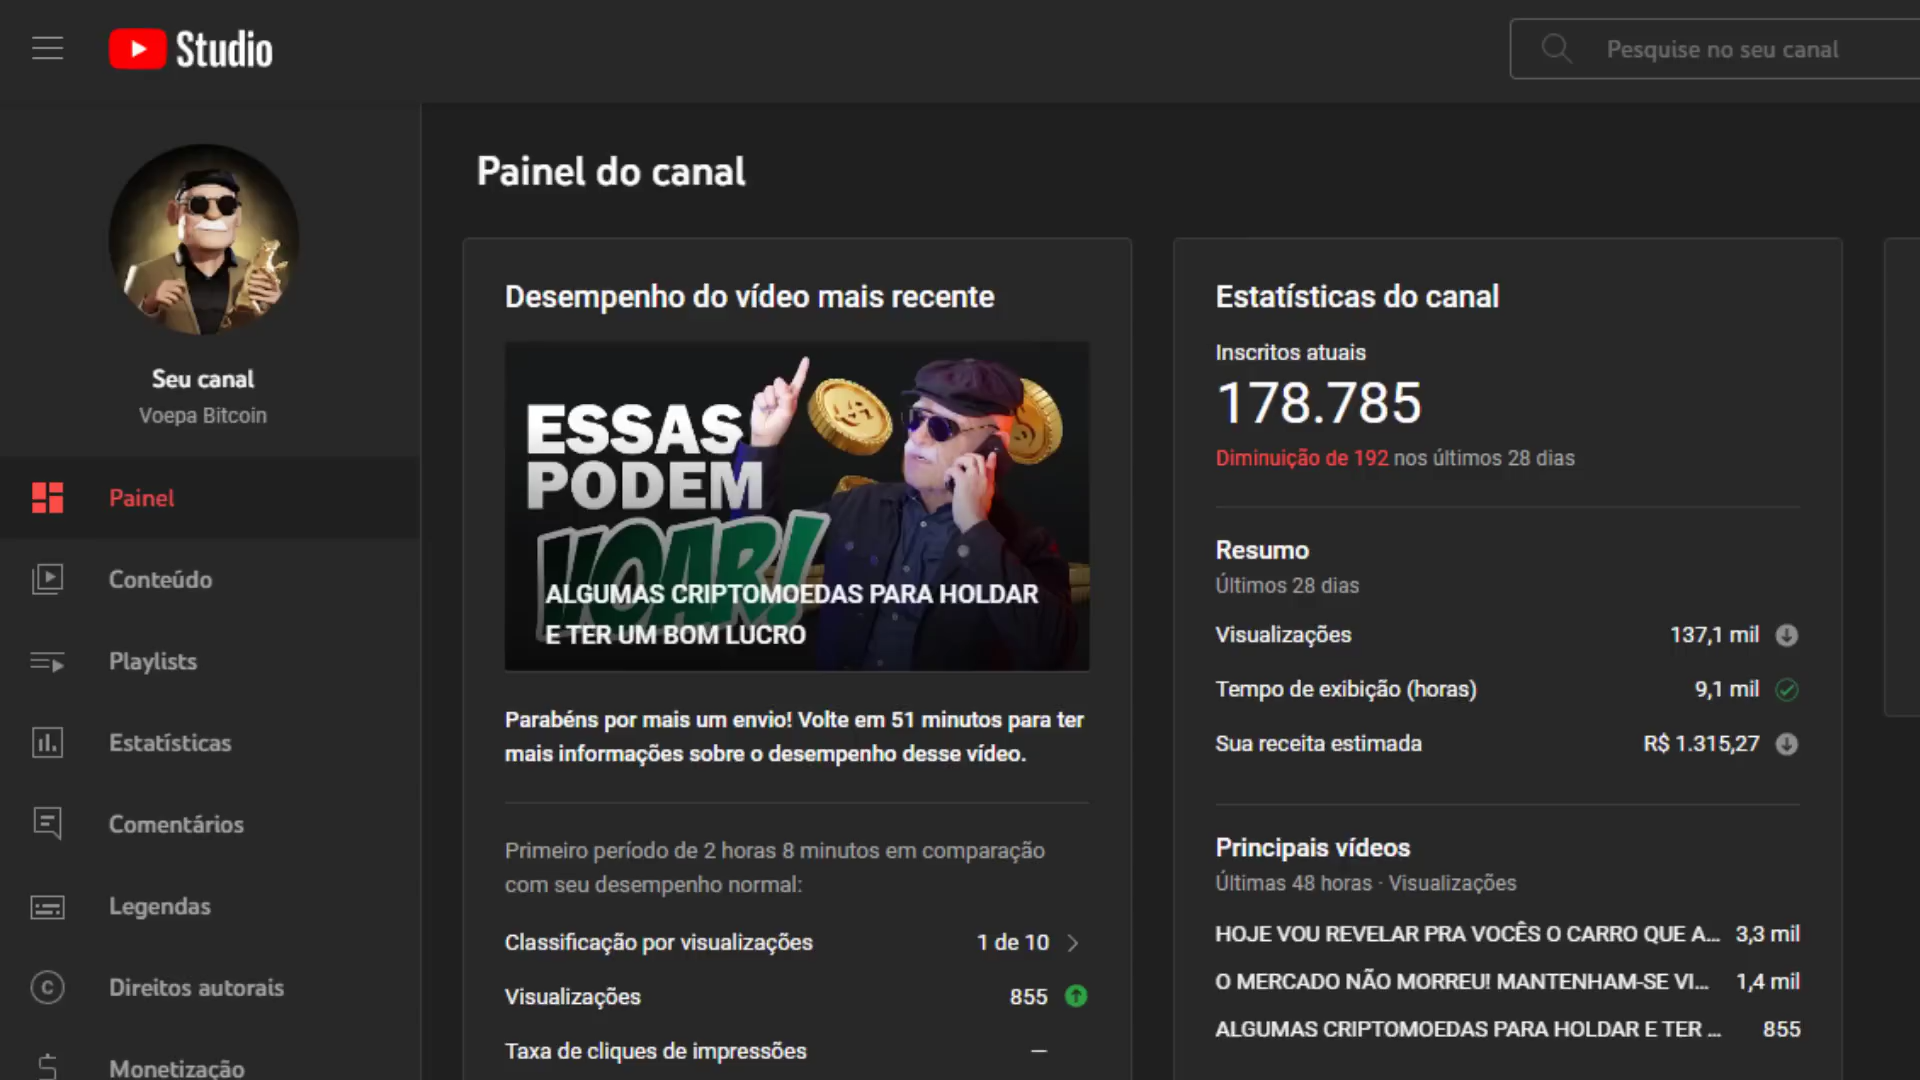 Studio
Pesquise no seu canal
Seu canal
Voepa Bitcoin
Painel
Conteúdo
Playlists
Estatísticas
Comentários
Legendas
Direitos autorais
Monetização
Painel do canal
Desempenho do vídeo mais recente
ESSAS
PODEM
VOAR!
ALGUMAS CRIPTOMOEDAS PARA HOLDAR
E TER UM BOM LUCRO
Parabéns por mais um envio! Volte em 51 minutos para ter
mais informações sobre o desempenho desse vídeo.
Primeiro período de 2 horas 8 minutos em comparação
com seu desempenho normal:
Classificação por visualizações 1 de 10
Visualizações 855
Taxa de cliques de impressões —
Estatísticas do canal
Inscritos atuais
178.785
Diminuição de 192 nos últimos 28 dias
Resumo
Últimos 28 dias
Visualizações 137,1 mil
Tempo de exibição (horas) 9,1 mil
Sua receita estimada R$ 1.315,27
Principais vídeos
Últimas 48 horas · Visualizações
HOJE VOU REVELAR PRA VOCÊS O CARRO QUE A... 3,3 mil
O MERCADO NÃO MORREU! MANTENHAM-SE VI... 1,4 mil
ALGUMAS CRIPTOMOEDAS PARA HOLDAR E TER ... 855